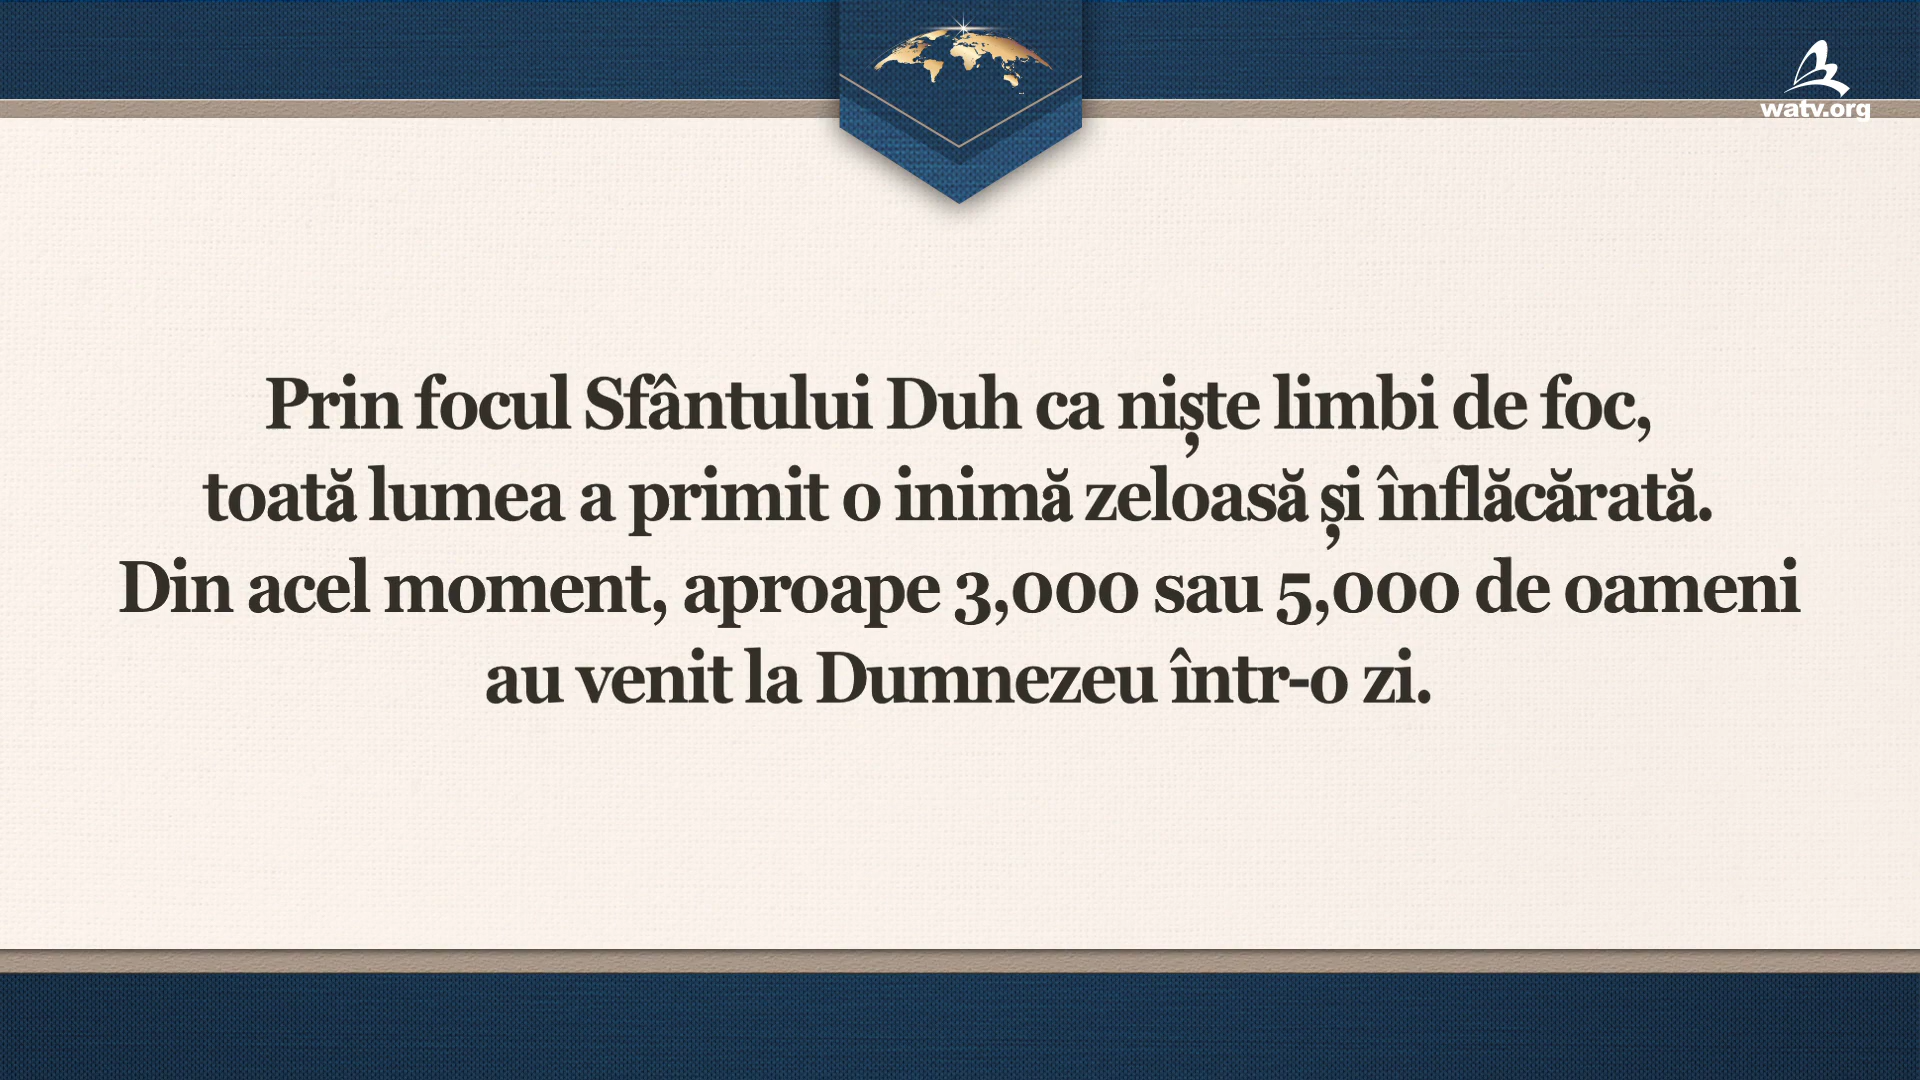 watv.org
Prin focul Sfântului Duh ca niște limbi de foc,
toată lumea a primit o inimă zeloasă și înflăcărată.
Din acel moment, aproape 3,000 sau 5,000 de oameni
au venit la Dumnezeu într-o zi.